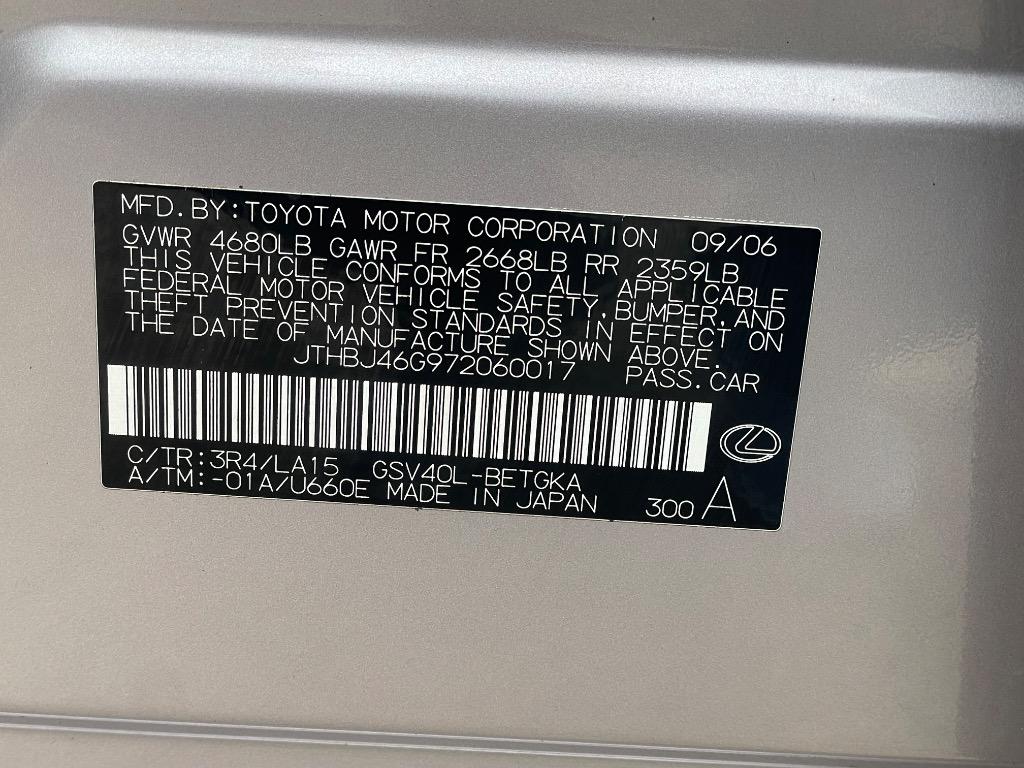 MFD.BY:TOYOTA MOTOR CORPORATION 09/06
GVWR 4680LB GAWR FR 2668LB RR 2359LB
THIS VEHICLE CONFORMS TO ALL APPLICABLE
FEDERAL MOTOR VEHICLE SAFETY,BUMPER,AND
THEFT PREVENTION STANDARDS IN EFFECT ON
THE DATE OF MANUFACTURE SHOWN ABOVE.
JTHBJ46G972060017 PASS.CAR
C/TR:3R4/LA15 GSV40L-BETGKA
A/TM:-01A/U660E MADE IN JAPAN 300 A